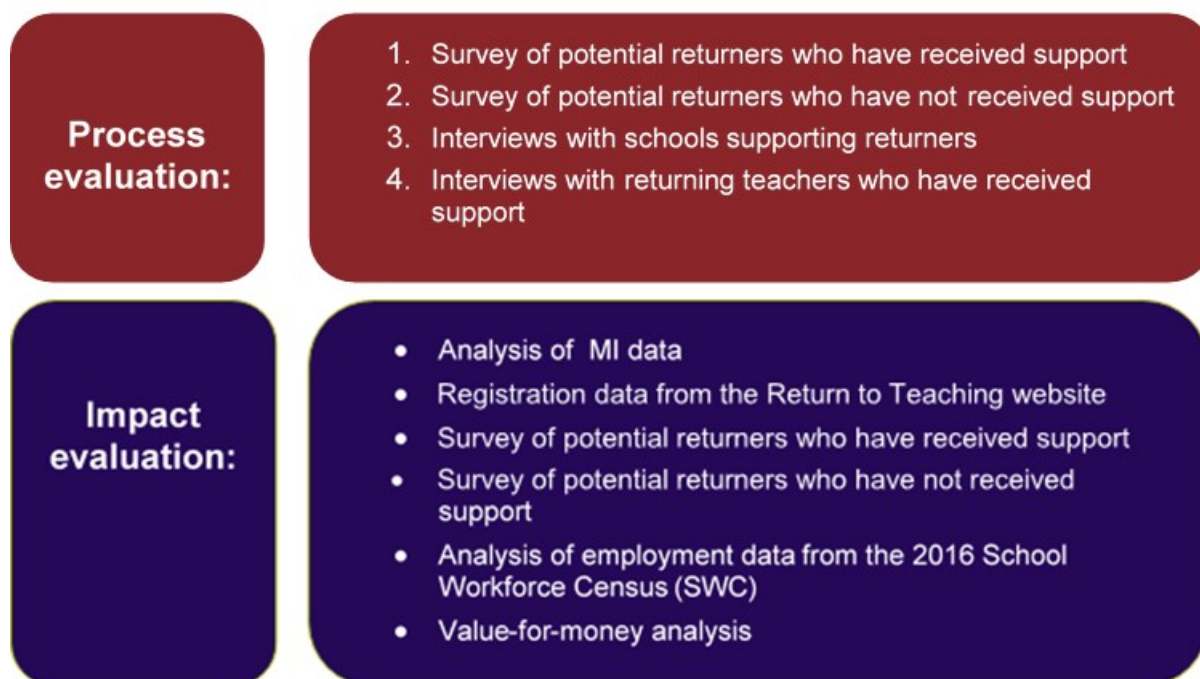 Process
evaluation:
1. Survey of potential returners who have received support
2. Survey of potential returners who have not received support
3. Interviews with schools supporting returners
4. Interviews with returning teachers who have received
support
Impact
evaluation:
• Analysis of MI data
• Registration data from the Return to Teaching website
• Survey of potential returners who have received support
• Survey of potential returners who have not received
support
• Analysis of employment data from the 2016 School
Workforce Census (SWC)
• Value-for-money analysis